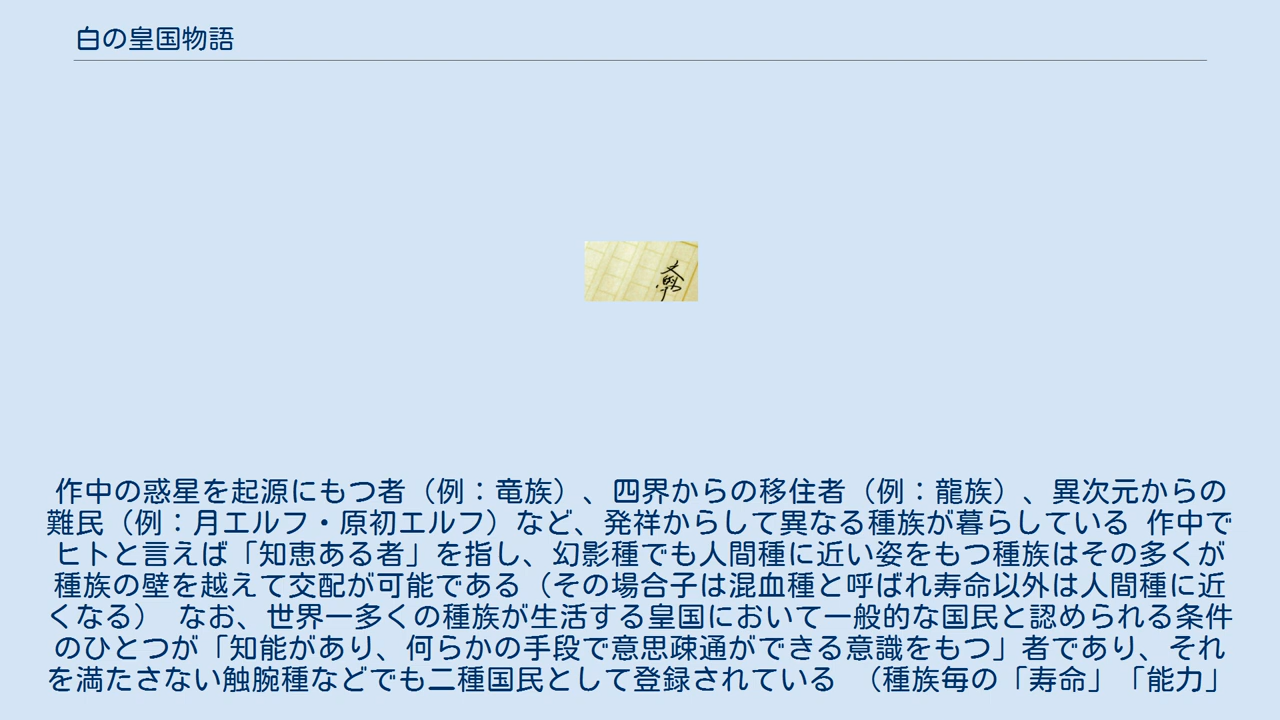 白の皇国物語
作中の惑星を起源にもつ者（例：竜族）、四界からの移住者（例：龍族）、異次元からの
難民（例：月エルフ・原初エルフ）など、発祥からして異なる種族が暮らしている 作中で
ヒトと言えば「知恵ある者」を指し、幻影種でも人間種に近い姿をもつ種族はその多くが
種族の壁を越えて交配が可能である（その場合子は混血種と呼ばれ寿命以外は人間種に近
くなる） なお、世界一多くの種族が生活する皇国において一般的な国民と認められる条件
のひとつが「知能があり、何らかの手段で意思疎通ができる意識をもつ」者であり、それ
を満たさない触腕種などでも二種国民として登録されている （種族毎の「寿命」「能力」